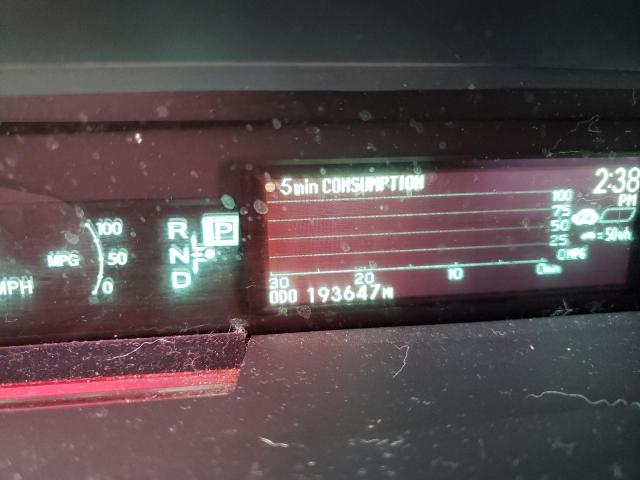 5min CONSUMPTION 2:38
PM
100
75
50
25
0MPG
= 50Wh
30 20 10 0min
ODO 193647MI
100
MPG 50
0
MPH
R P
N
D